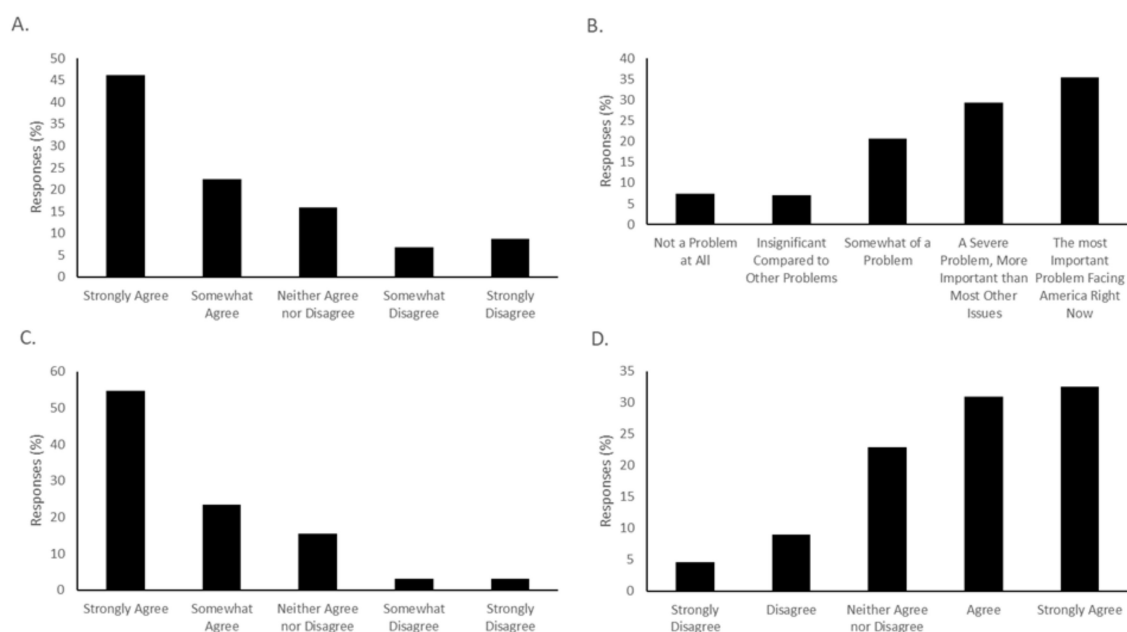 A.
50
45
40
35
30
25
20
15
10
5
0
Responses (%)
Strongly Agree
Somewhat
Agree
Neither Agree
nor Disagree
Somewhat
Disagree
Strongly
Disagree
B.
40
35
30
25
20
15
10
5
0
Responses (%)
Not a Problem
at All
Insignificant
Compared to
Other Problems
Somewhat of a
Problem
A Severe
Problem, More
Important than
Most Other
Issues
The most
Important
Problem Facing
America Right
Now
C.
60
50
40
30
20
10
0
Responses (%)
Strongly Agree
Somewhat
Agree
Neither Agree
nor Disagree
Somewhat
Disagree
Strongly
Disagree
D.
35
30
25
20
15
10
5
0
Responses (%)
Strongly
Disagree
Disagree
Neither Agree
nor Disagree
Agree
Strongly Agree